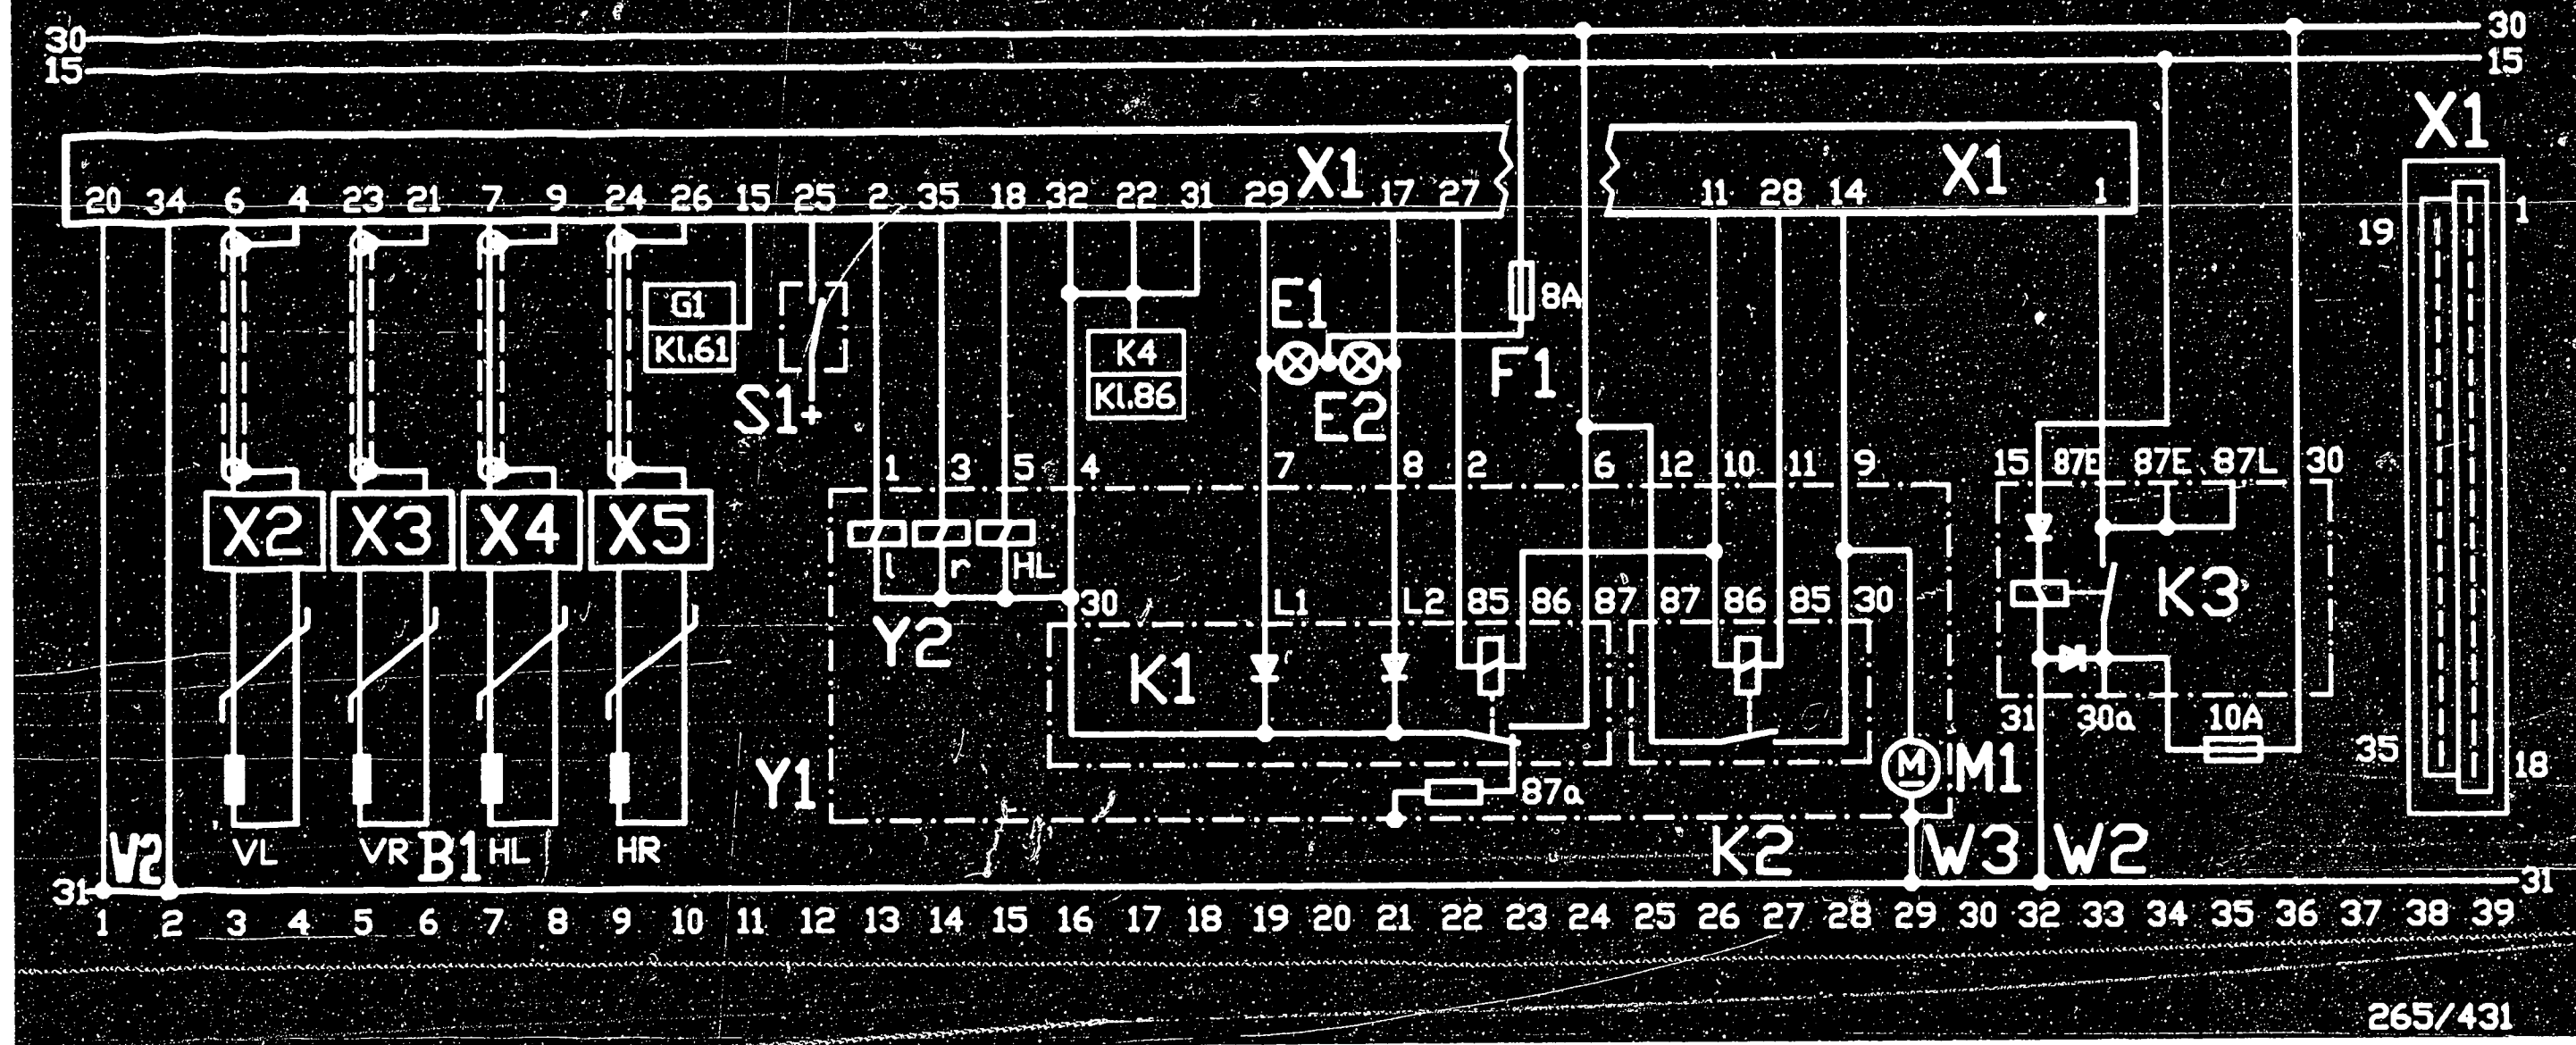 30 30
15 15
X1
X1 X1
20 34 6 4 23 21 7 9 24 26 15 25 2 35 18 32 22 31 29 17 27 11 28 14 1
19 1
G1
Kl.61
S1 +
K4
Kl.86
E1
E2
8A
F1
1 3 5 4 7 8 2 6 12 10 11 9 15 87E 87E 87L 30
X2 X3 X4 X5
l r HL
Y2
30 L1 L2 85 86 87 87 86 85 30
K1
K3
31 30a 10A
35 18
Y1
87a
M M1
W2 VL VR B1 HL HR
K2 W3 W2
31 31
1 2 3 4 5 6 7 8 9 10 11 12 13 14 15 16 17 18 19 20 21 22 23 24 25 26 27 28 29 30 32 33 34 35 36 37 38 39
265/431